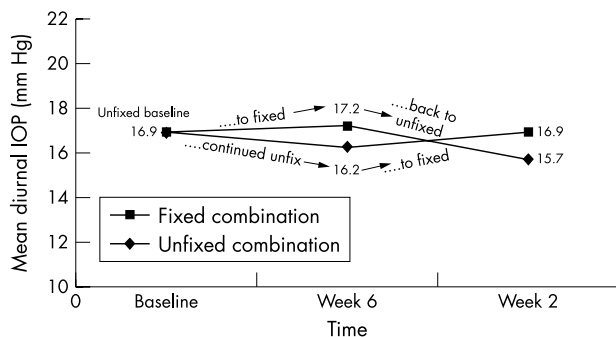 22
20
18
16
14
12
10
0
Mean diurnal IOP (mm Hg)
Unfixed baseline
16.9
....to fixed
17.2
....back to
unfixed
....continued unfix
16.2
....to fixed
16.9
15.7
Fixed combination
Unfixed combination
Baseline
Week 6
Week 2
Time